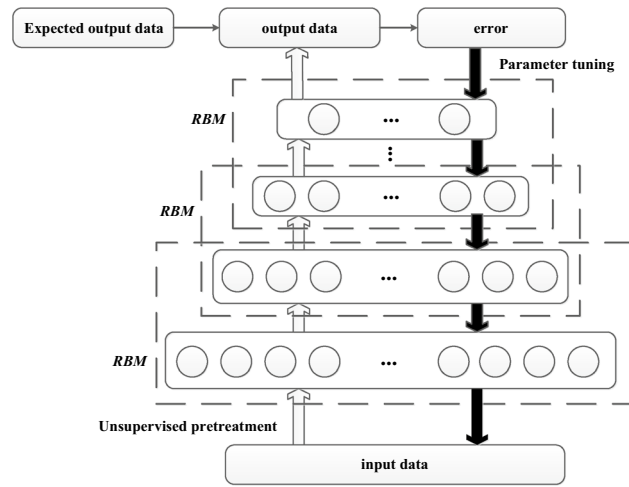 Expected output data
output data
error
Parameter tuning
RBM
...
...
RBM
...
...
RBM
...
Unsupervised pretreatment
input data